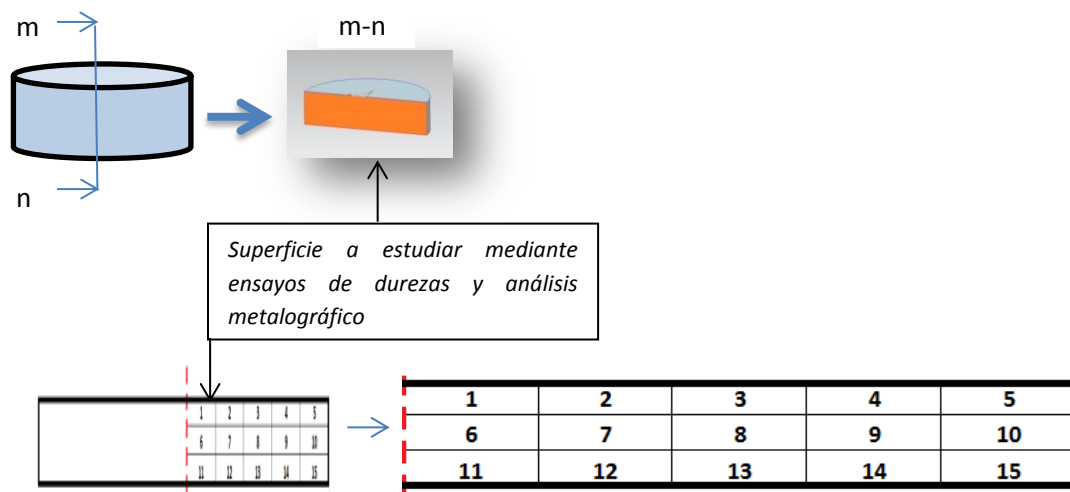 m
m-n
n
Superficie a estudiar mediante
ensayos de durezas y análisis
metalográfico
1 2 3 4 5
6 7 8 9 10
11 12 13 14 15
1 2 3 4 5
6 7 8 9 10
11 12 13 14 15